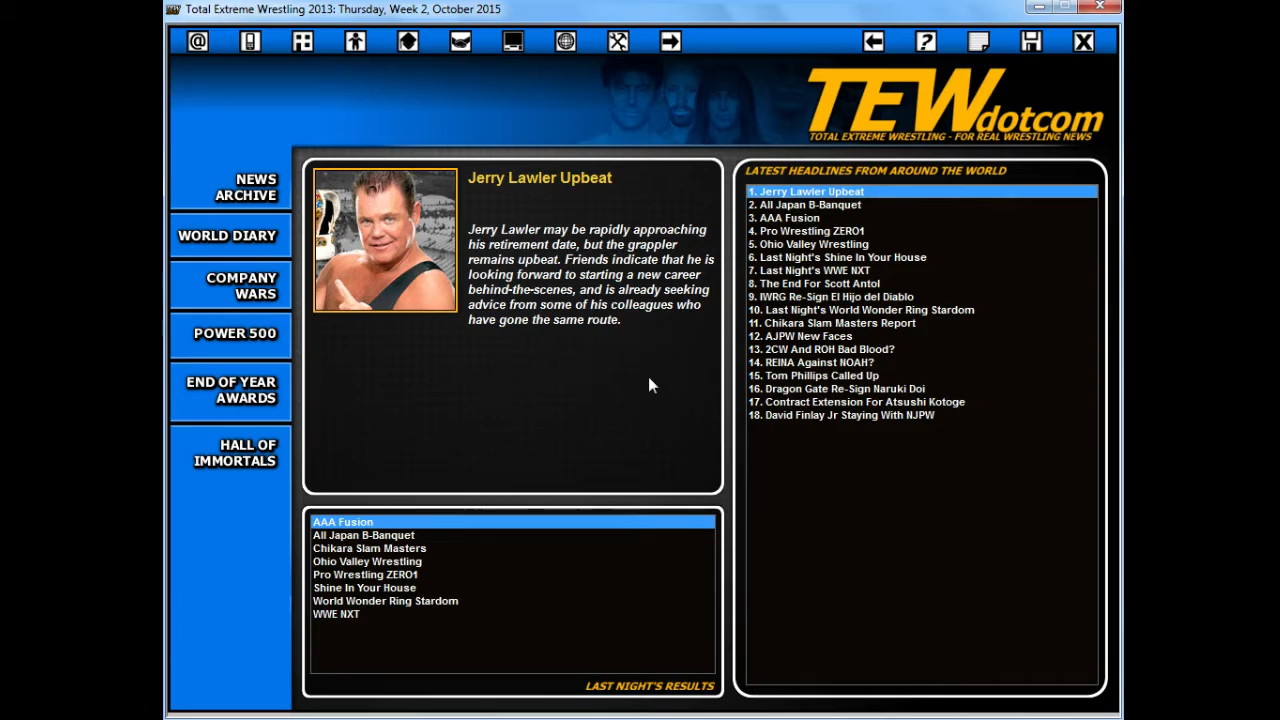 Total Extreme Wrestling 2013: Thursday, Week 2, October 2015
TEWdotcom
TOTAL EXTREME WRESTLING - FOR REAL WRESTLING NEWS
NEWS
ARCHIVE
WORLD DIARY
COMPANY
WARS
POWER 500
END OF YEAR
AWARDS
HALL OF
IMMORTALS
Jerry Lawler Upbeat
Jerry Lawler may be rapidly approaching
his retirement date, but the grappler
remains upbeat. Friends indicate that he is
looking forward to starting a new career
behind-the-scenes, and is already seeking
advice from some of his colleagues who
have gone the same route.
AAA Fusion
All Japan B-Banquet
Chikara Slam Masters
Ohio Valley Wrestling
Pro Wrestling ZERO1
Shine In Your House
World Wonder Ring Stardom
WWE NXT
LAST NIGHT'S RESULTS
LATEST HEADLINES FROM AROUND THE WORLD
1. Jerry Lawler Upbeat
2. All Japan B-Banquet
3. AAA Fusion
4. Pro Wrestling ZERO1
5. Ohio Valley Wrestling
6. Last Night's Shine In Your House
7. Last Night's WWE NXT
8. The End For Scott Antol
9. IWRG Re-Sign El Hijo del Diablo
10. Last Night's World Wonder Ring Stardom
11. Chikara Slam Masters Report
12. AJPW New Faces
13. 2CW And ROH Bad Blood?
14. REINA Against NOAH?
15. Tom Phillips Called Up
16. Dragon Gate Re-Sign Naruki Doi
17. Contract Extension For Atsushi Kotoge
18. David Finlay Jr Staying With NJPW